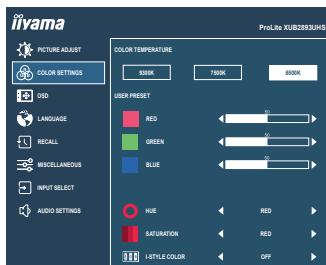 iiyama
ProLite XUB2893UHS
PICTURE ADJUST
COLOR SETTINGS
OSD
LANGUAGE
RECALL
MISCELLANEOUS
INPUT SELECT
AUDIO SETTINGS
COLOR TEMPERATURE
9300K 7500K 6500K
USER PRESET
RED 50
GREEN 50
BLUE 50
HUE RED
SATURATION RED
I-STYLE COLOR OFF